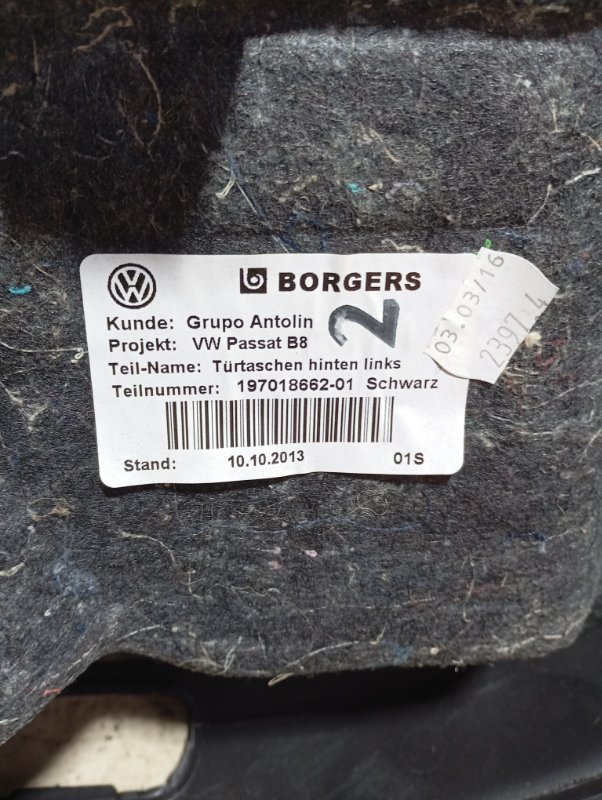 BORGERS
Kunde: Grupo Antolin
Projekt: VW Passat B8
Teil-Name: Türtaschen hinten links
Teilnummer: 197018662-01 Schwarz
Stand: 10.10.2013 01S
2
03.03/16
2397.4